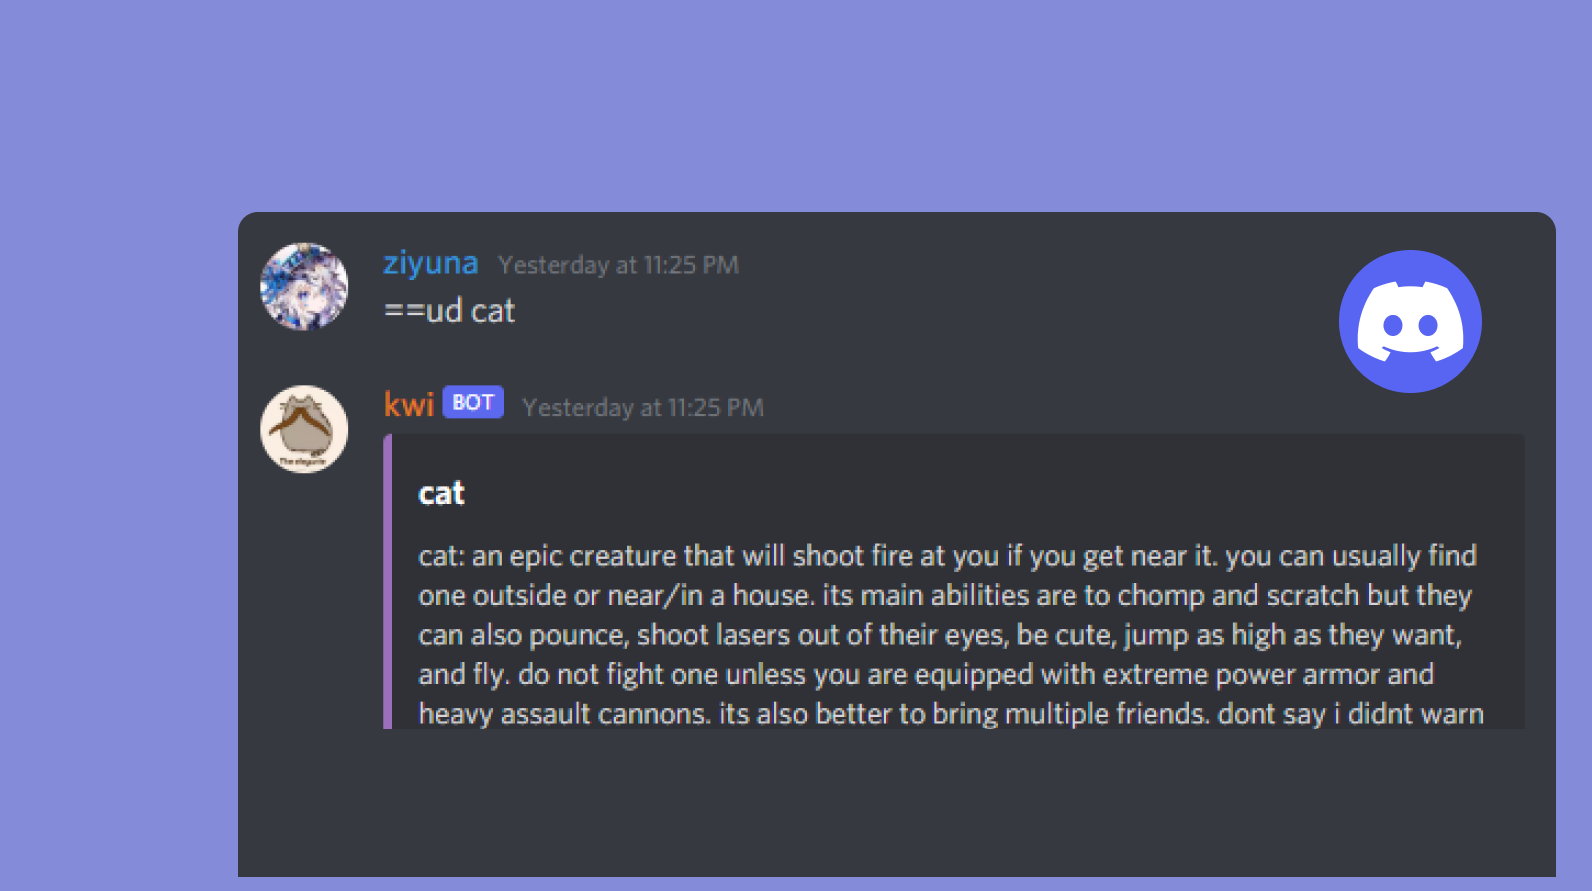 ziyuna Yesterday at 11:25 PM
==ud cat
kwi BOT Yesterday at 11:25 PM
cat
cat: an epic creature that will shoot fire at you if you get near it. you can usually find
one outside or near/in a house. its main abilities are to chomp and scratch but they
can also pounce, shoot lasers out of their eyes, be cute, jump as high as they want,
and fly. do not fight one unless you are equipped with extreme power armor and
heavy assault cannons. its also better to bring multiple friends. dont say i didnt warn